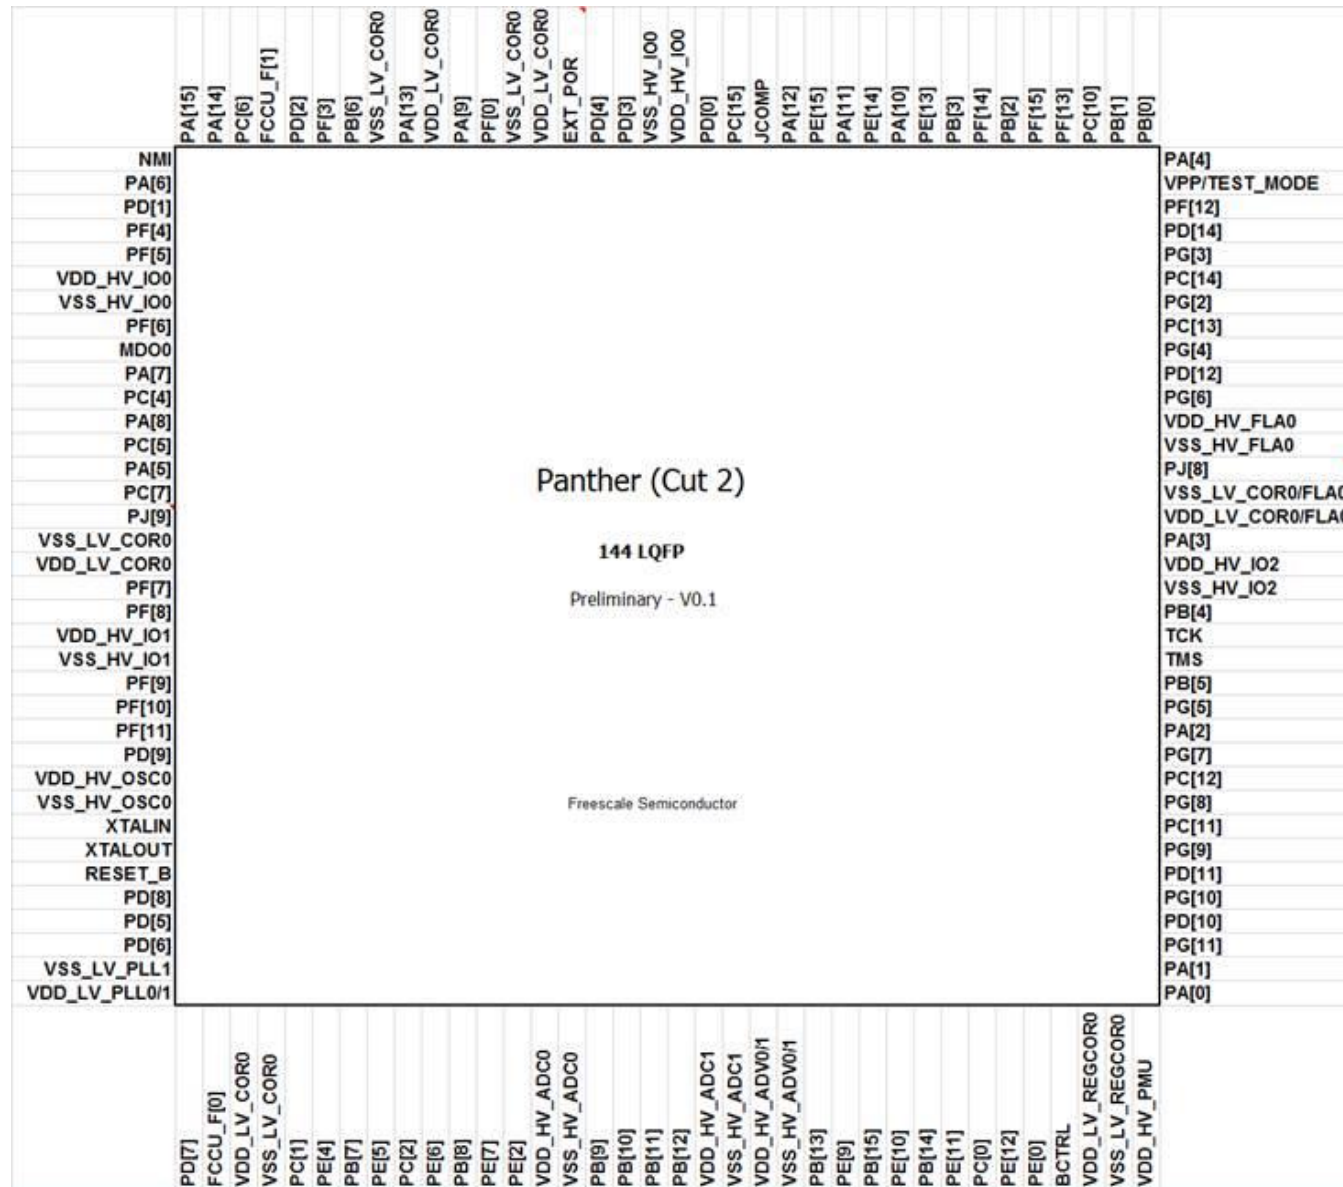 PA[15]
PA[14]
PC[6]
FCCU_F[1]
PD[2]
PF[3]
PB[6]
VSS_LV_COR0
PA[13]
VDD_LV_COR0
PA[9]
PF[0]
VSS_LV_COR0
VDD_LV_COR0
EXT_POR
PD[4]
PD[3]
VSS_HV_IO0
VDD_HV_IO0
PD[0]
PC[15]
JCOMP
PA[12]
PE[15]
PA[11]
PE[14]
PA[10]
PE[13]
PB[3]
PF[14]
PB[2]
PF[15]
PF[13]
PC[10]
PB[1]
PB[0]
NMI
PA[6]
PD[1]
PF[4]
PF[5]
VDD_HV_IO0
VSS_HV_IO0
PF[6]
MDO0
PA[7]
PC[4]
PA[8]
PC[5]
PA[5]
PC[7]
PJ[9]
VSS_LV_COR0
VDD_LV_COR0
PF[7]
PF[8]
VDD_HV_IO1
VSS_HV_IO1
PF[9]
PF[10]
PF[11]
PD[9]
VDD_HV_OSC0
VSS_HV_OSC0
XTALIN
XTALOUT
RESET_B
PD[8]
PD[5]
PD[6]
VSS_LV_PLL1
VDD_LV_PLL0/1
Panther (Cut 2)
144 LQFP
Preliminary - V0.1
Freescale Semiconductor
PA[4]
VPP/TEST_MODE
PF[12]
PD[14]
PG[3]
PC[14]
PG[2]
PC[13]
PG[4]
PD[12]
PG[6]
VDD_HV_FLA0
VSS_HV_FLA0
PJ[8]
VSS_LV_COR0/FLA0
VDD_LV_COR0/FLA0
PA[3]
VDD_HV_IO2
VSS_HV_IO2
PB[4]
TCK
TMS
PB[5]
PG[5]
PA[2]
PG[7]
PC[12]
PG[8]
PC[11]
PG[9]
PD[11]
PG[10]
PD[10]
PG[11]
PA[1]
PA[0]
PD[7]
FCCU_F[0]
VDD_LV_COR0
VSS_LV_COR0
PC[1]
PE[4]
PB[7]
PE[5]
PC[2]
PE[6]
PB[8]
PE[7]
PE[2]
VDD_HV_ADC0
VSS_HV_ADC0
PB[9]
PB[10]
PB[11]
PB[12]
VDD_HV_ADC1
VSS_HV_ADC1
VDD_HV_ADV0/1
VSS_HV_ADV0/1
PB[13]
PE[9]
PB[15]
PE[10]
PB[14]
PE[11]
PC[0]
PE[12]
PE[0]
BCTRL
VDD_LV_REGCOR0
VSS_LV_REGCOR0
VDD_HV_PMU